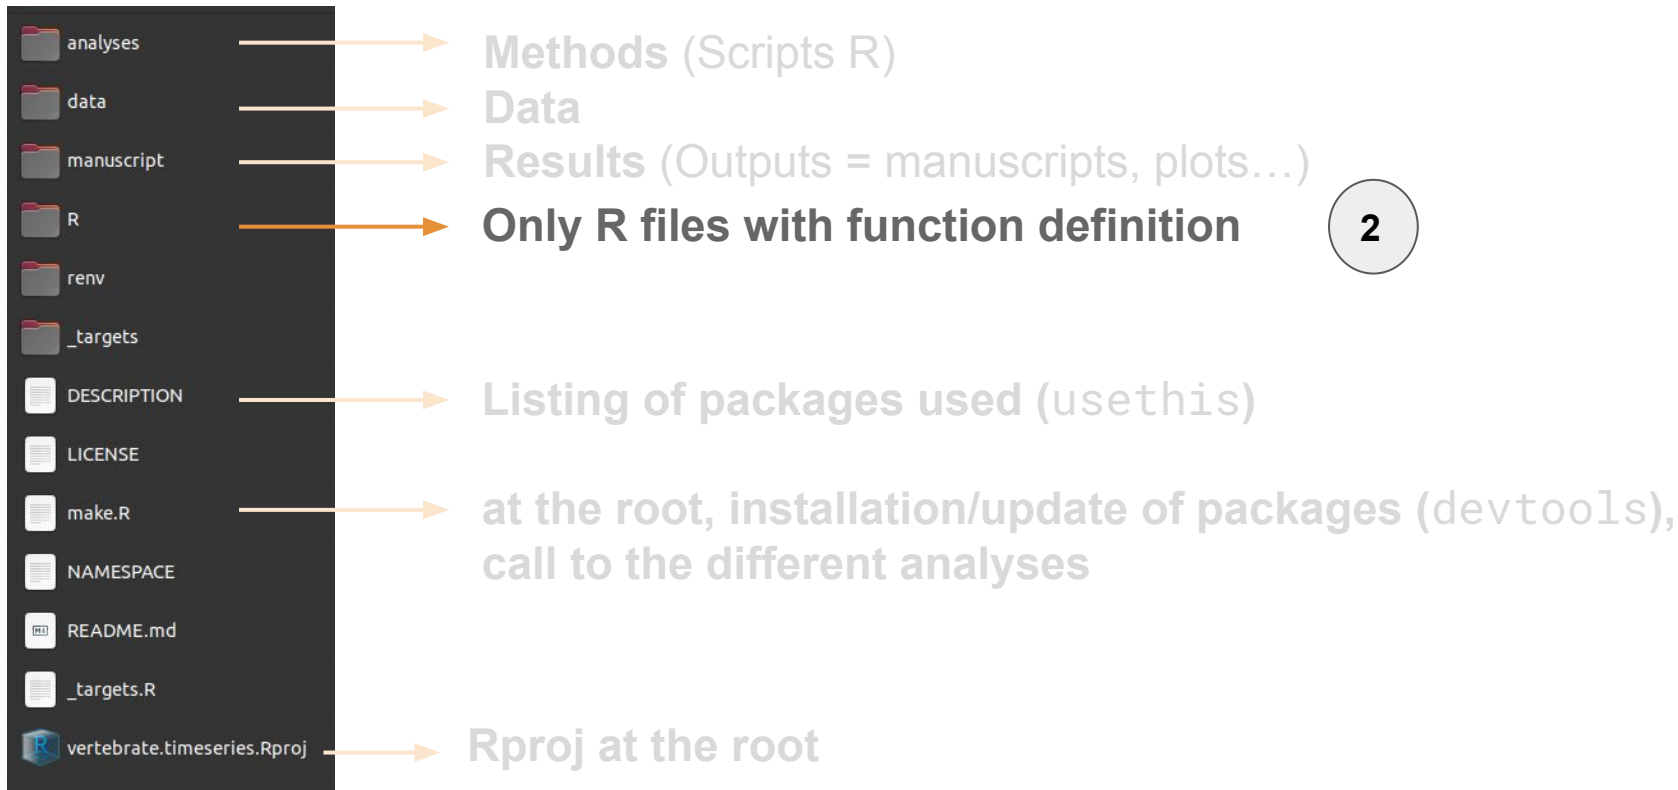 analyses
Methods (Scripts R)
data
Data
manuscript
Results (Outputs = manuscripts, plots…)
R
Only R files with function definition
2
renv
_targets
DESCRIPTION
Listing of packages used (usethis)
LICENSE
make.R
at the root, installation/update of packages (devtools),
call to the different analyses
NAMESPACE
README.md
_targets.R
vertebrate.timeseries.Rproj
Rproj at the root